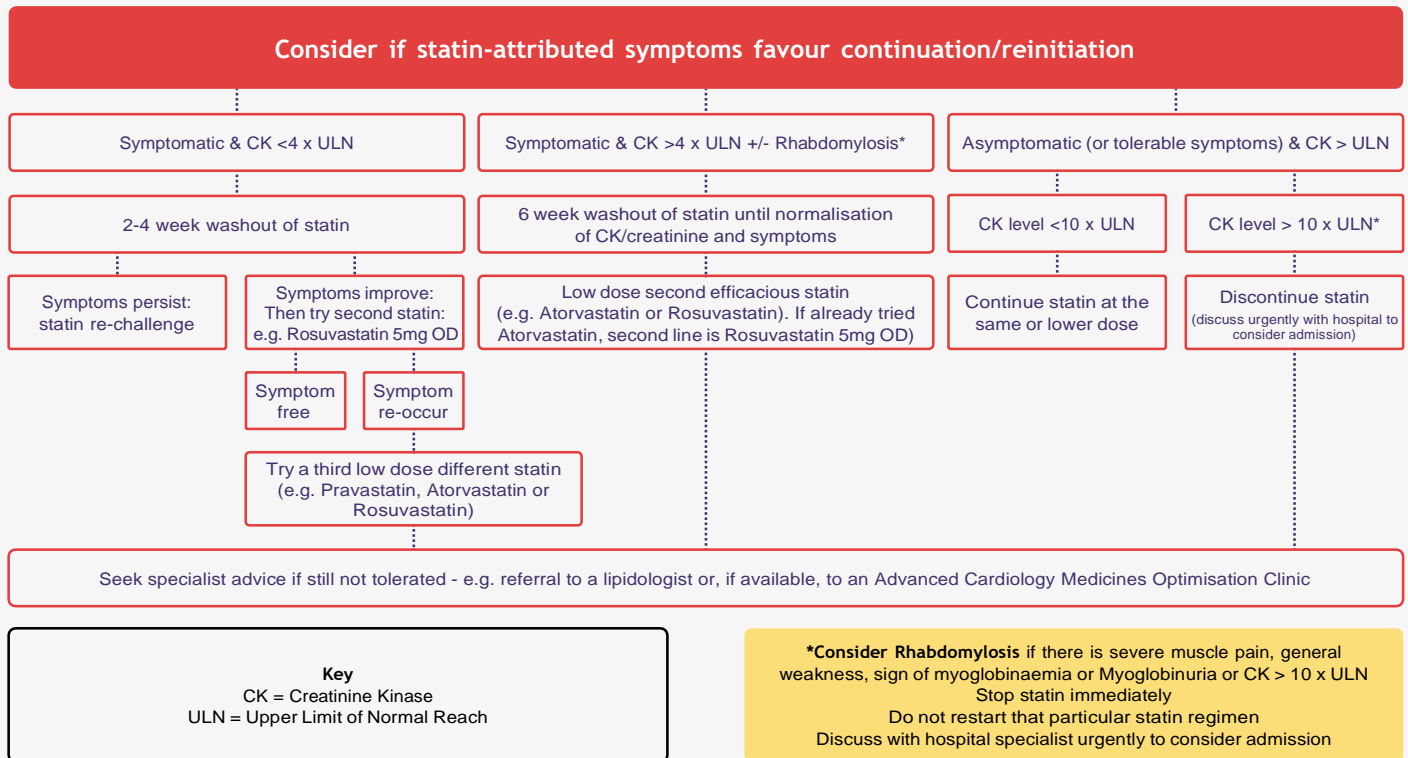 Consider if statin-attributed symptoms favour continuation/reinitiation
Symptomatic & CK <4 x ULN
Symptomatic & CK >4 x ULN +/- Rhabdomylosis*
Asymptomatic (or tolerable symptoms) & CK > ULN
2-4 week washout of statin
6 week washout of statin until normalisation
of CK/creatinine and symptoms
CK level <10 x ULN
CK level > 10 x ULN*
Symptoms persist:
statin re-challenge
Symptoms improve:
Then try second statin:
e.g. Rosuvastatin 5mg OD
Low dose second efficacious statin
(e.g. Atorvastatin or Rosuvastatin). If already tried
Atorvastatin, second line is Rosuvastatin 5mg OD)
Continue statin at the
same or lower dose
Discontinue statin
(discuss urgently with hospital to
consider admission)
Symptom
free
Symptom
re-occur
Try a third low dose different statin
(e.g. Pravastatin, Atorvastatin or
Rosuvastatin)
Seek specialist advice if still not tolerated - e.g. referral to a lipidologist or, if available, to an Advanced Cardiology Medicines Optimisation Clinic
Key
CK = Creatinine Kinase
ULN = Upper Limit of Normal Reach
*Consider Rhabdomylosis if there is severe muscle pain, general
weakness, sign of myoglobinaemia or Myoglobinuria or CK > 10 x ULN
Stop statin immediately
Do not restart that particular statin regimen
Discuss with hospital specialist urgently to consider admission